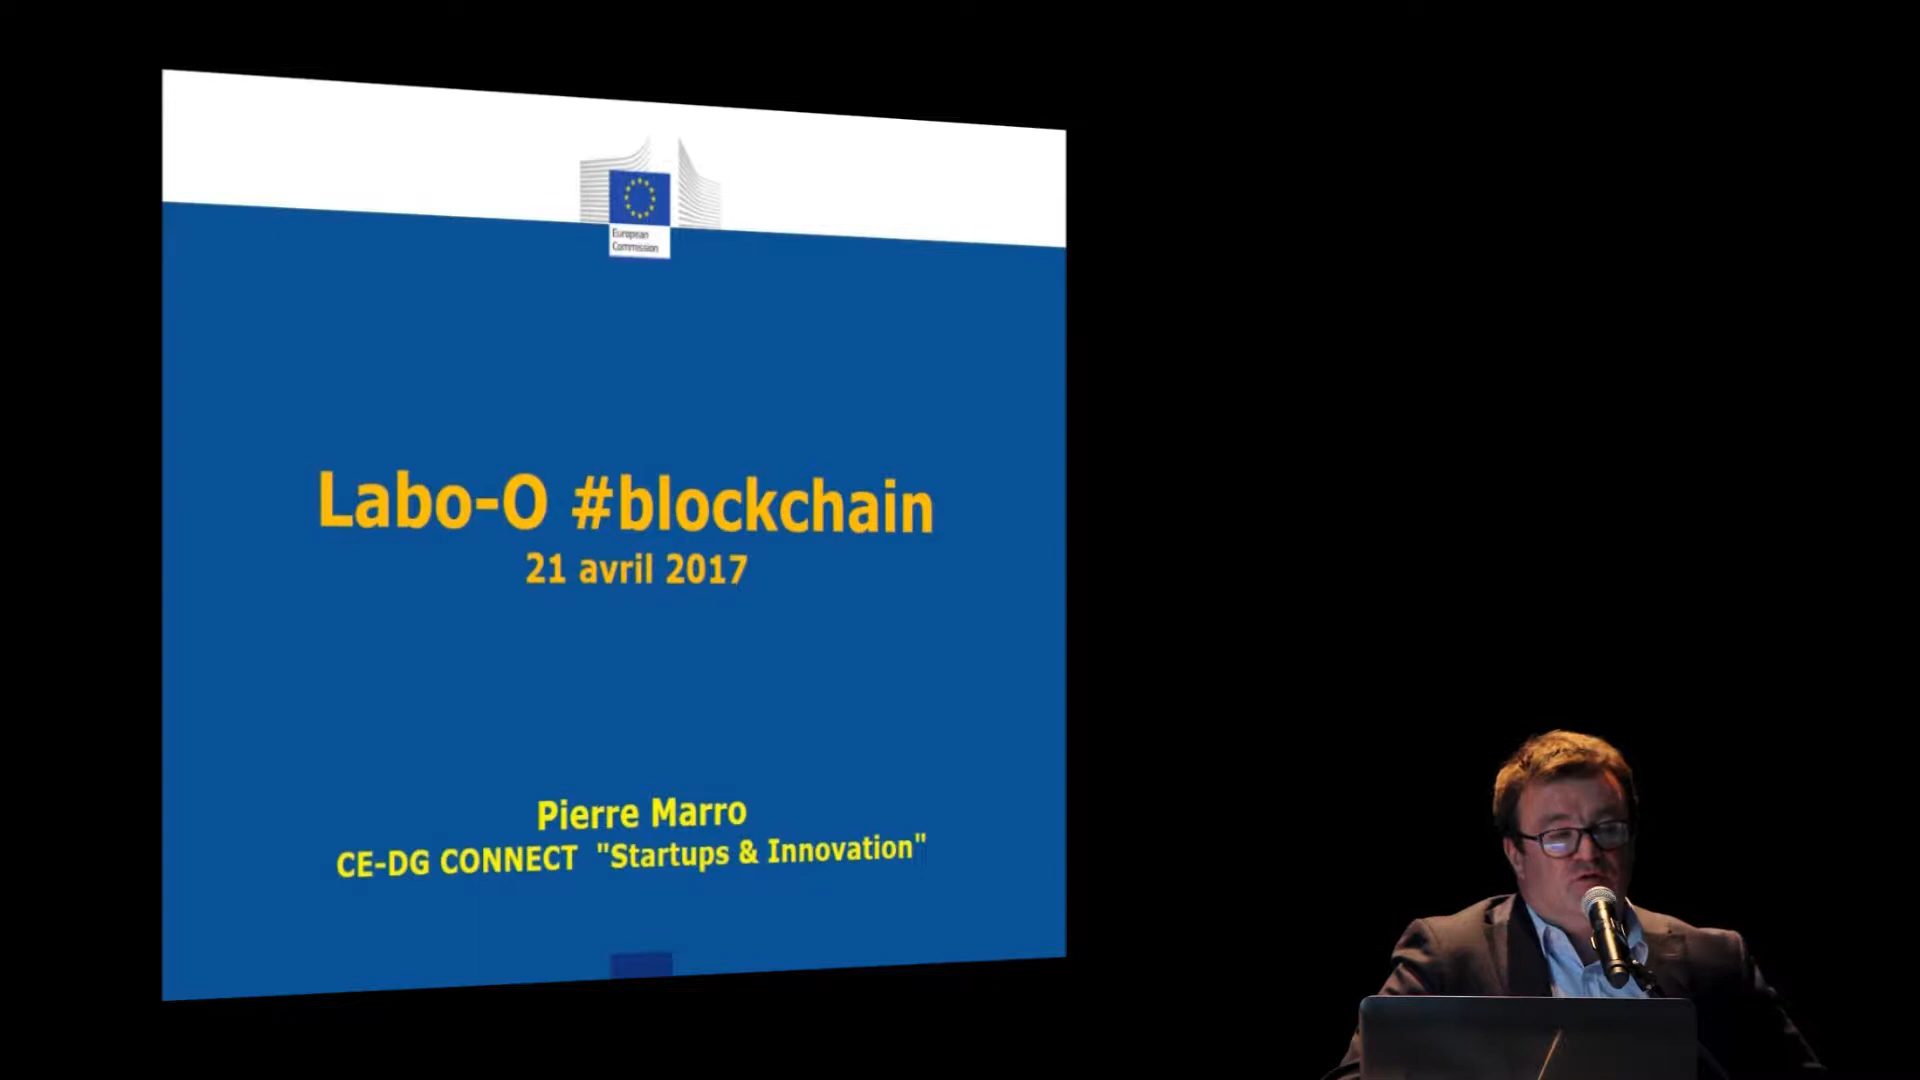 European
Commission
Labo-O #blockchain
21 avril 2017
Pierre Marro
CE-DG CONNECT "Startups & Innovation"